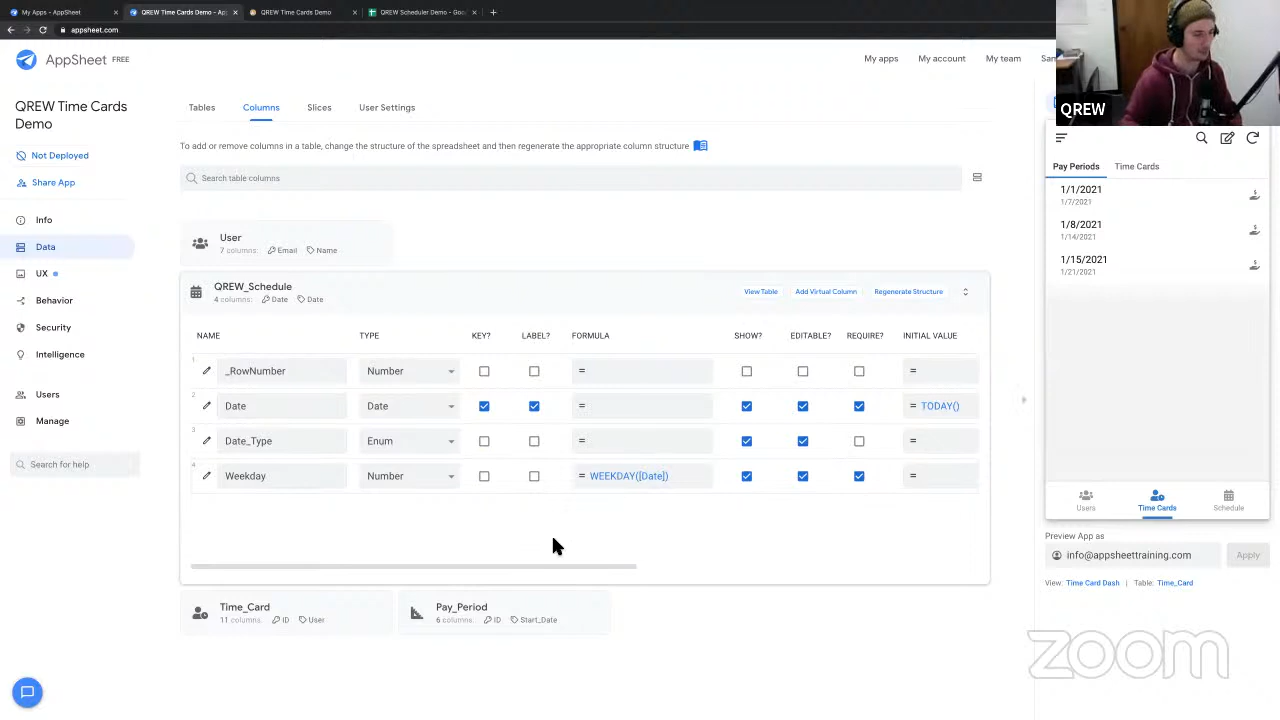 My Apps - AppSheet
QREW Time Cards Demo - Ap
QREW Time Cards Demo
QREW Scheduler Demo - Goo
appsheet.com
AppSheet FREE
My apps
My account
My team
QREW Time Cards
Demo
Not Deployed
Share App
Info
Data
UX
Behavior
Security
Intelligence
Users
Manage
Search for help
Tables
Columns
Slices
User Settings
To add or remove columns in a table, change the structure of the spreadsheet and then regenerate the appropriate column structure
Search table columns
User
7 columns: Email Name
QREW_Schedule
4 columns: Date Date
View Table
Add Virtual Column
Regenerate Structure
NAME TYPE KEY? LABEL? FORMULA SHOW? EDITABLE? REQUIRE? INITIAL VALUE
1 _RowNumber Number = =
2 Date Date = = TODAY()
3 Date_Type Enum = =
4 Weekday Number = WEEKDAY([Date]) =
Time_Card
11 columns: ID User
Pay_Period
6 columns: ID Start_Date
QREW
Pay Periods
Time Cards
1/1/2021
1/7/2021
1/8/2021
1/14/2021
1/15/2021
1/21/2021
Users
Time Cards
Schedule
Preview App as
info@appsheettraining.com
Apply
View: Time Card Dash | Table: Time_Card
zoom